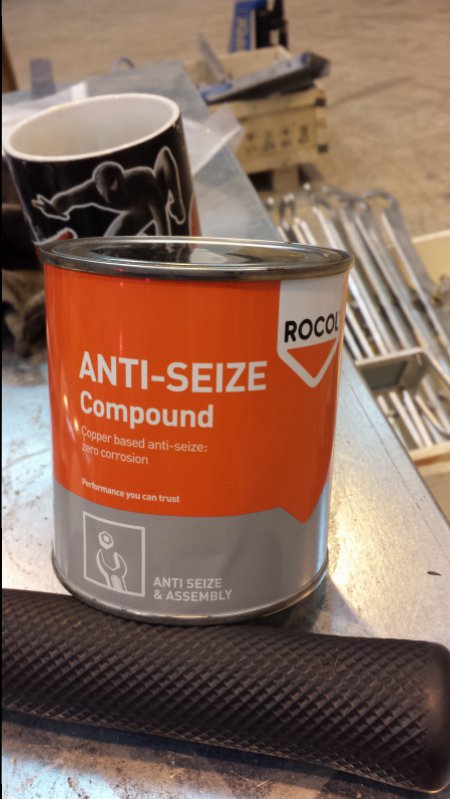 ROCOL
ANTI-SEIZE
Compound
Copper based anti-seize:
zero corrosion
Performance you can trust
ANTI SEIZE
& ASSEMBLY